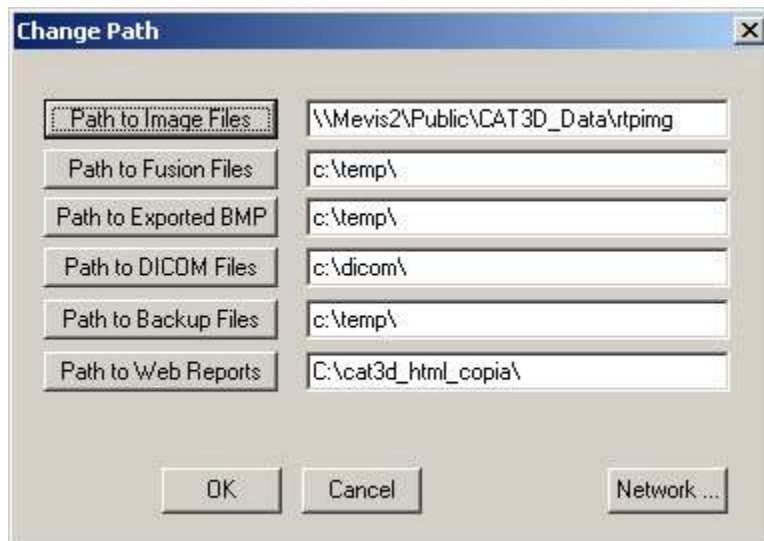 Change Path
Path to Image Files \\Mevis2\Public\CAT3D_Data\rtpimg
Path to Fusion Files c:\temp\
Path to Exported BMP c:\temp\
Path to DICOM Files c:\dicom\
Path to Backup Files c:\temp\
Path to Web Reports C:\cat3d_html_copia\
OK Cancel Network ...